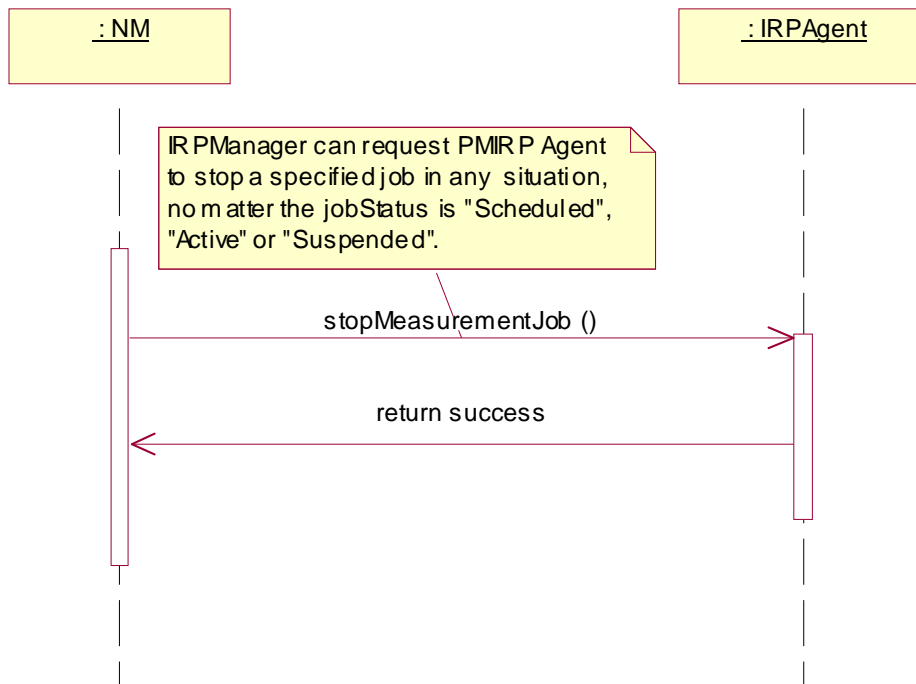 : NM
: IRPAgent
IRPManager can request PMIRP Agent
to stop a specified job in any situation,
no matter the jobStatus is "Scheduled",
"Active" or "Suspended".
stopMeasurementJob ()
return success